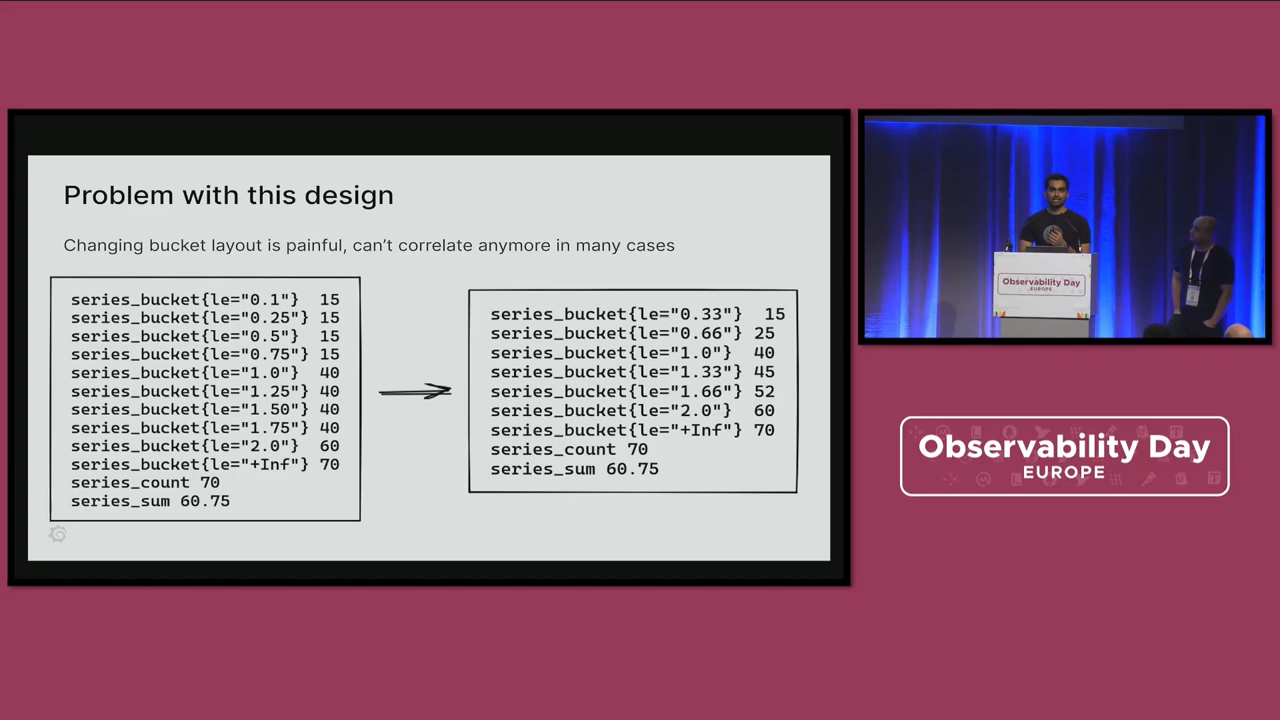 Problem with this design
Changing bucket layout is painful, can't correlate anymore in many cases
series_bucket{le="0.1"} 15
series_bucket{le="0.25"} 15
series_bucket{le="0.5"} 15
series_bucket{le="0.75"} 15
series_bucket{le="1.0"} 40
series_bucket{le="1.25"} 40
series_bucket{le="1.50"} 40
series_bucket{le="1.75"} 40
series_bucket{le="2.0"} 60
series_bucket{le="+Inf"} 70
series_count 70
series_sum 60.75
series_bucket{le="0.33"} 15
series_bucket{le="0.66"} 25
series_bucket{le="1.0"} 40
series_bucket{le="1.33"} 45
series_bucket{le="1.66"} 52
series_bucket{le="2.0"} 60
series_bucket{le="+Inf"} 70
series_count 70
series_sum 60.75
Observability Day
EUROPE
Observability Day
EUROPE